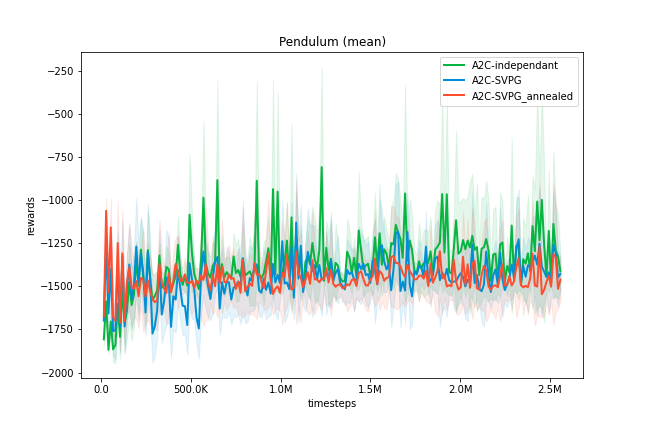 Pendulum (mean)
A2C-independant
A2C-SVPG
A2C-SVPG_annealed
rewards
−250
−500
−750
−1000
−1250
−1500
−1750
−2000
0.0 500.0K 1.0M 1.5M 2.0M 2.5M
timesteps